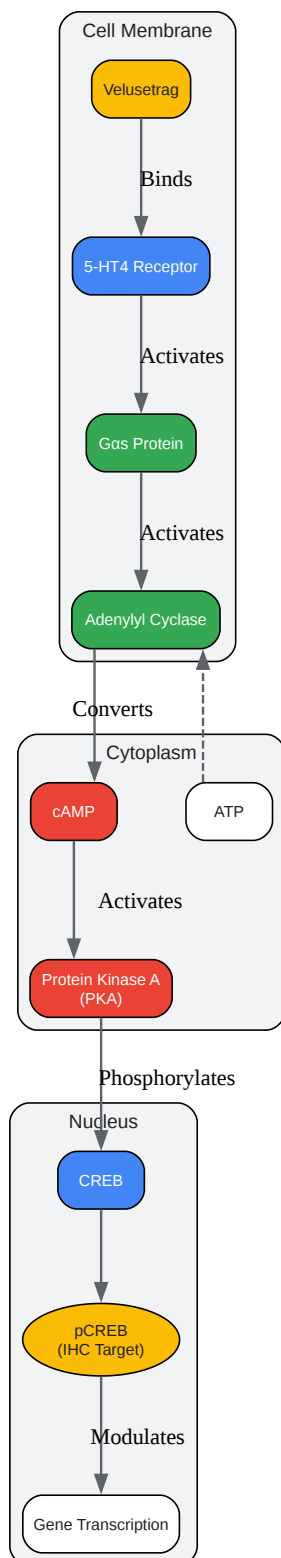 Cell Membrane
Velusetrag
Binds
5-HT4 Receptor
Activates
Gαs Protein
Activates
Adenylyl Cyclase
Converts
Cytoplasm
cAMP
ATP
Activates
Protein Kinase A
(PKA)
Phosphorylates
Nucleus
CREB
pCREB
(IHC Target)
Modulates
Gene Transcription